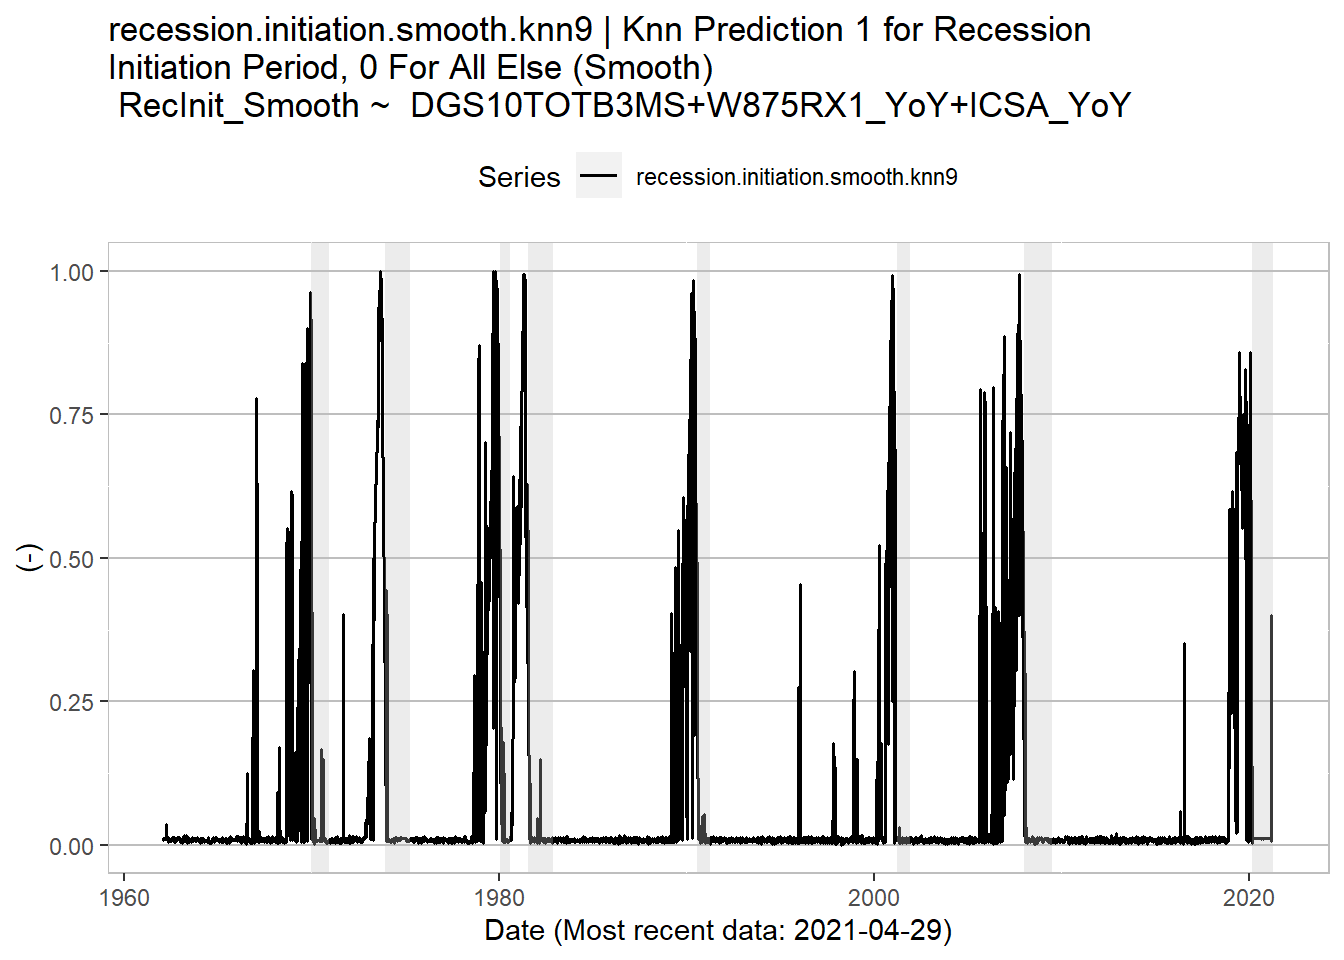 recession.initiation.smooth.knn9 | Knn Prediction 1 for Recession
Initiation Period, 0 For All Else (Smooth)
RecInit_Smooth ~  DGS10TOTB3MS+W875RX1_YoY+ICSA_YoY
Series
recession.initiation.smooth.knn9
1.00
0.75
0.50
0.25
0.00
(-)
1960
1980
2000
2020
Date (Most recent data: 2021-04-29)